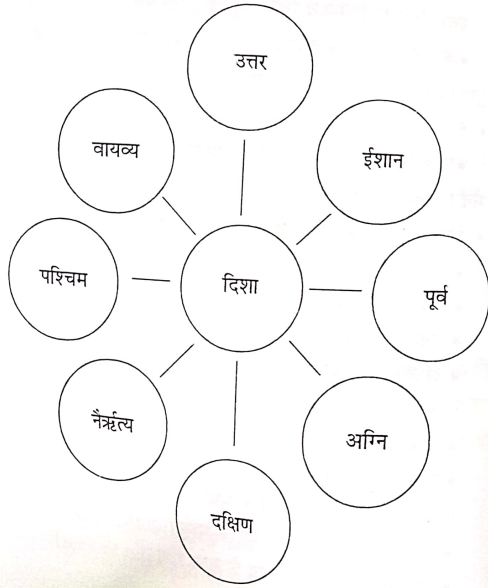 उत्तर
वायव्य
ईशान
पश्चिम
दिशा
पूर्व
नैर्ऋत्य
अग्नि
दक्षिण